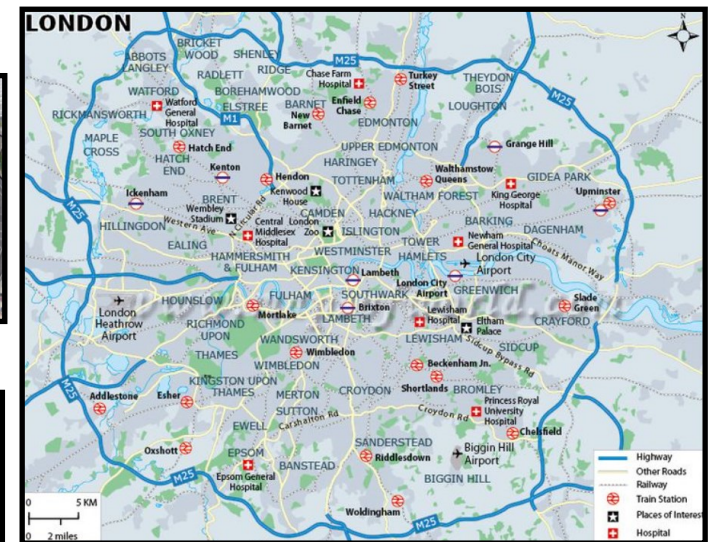 LONDON
N
M25
BRICKET
WOOD
SHENLEY
ABBOTS
LANGLEY
RIDGE
RADLETT
Chase Farm
Hospital
Turkey
Street
THEYDON
BOIS
M25
WATFORD
BOREHAMWOOD
Watford
General
Hospital
ELSTREE
BARNET
Enfield
Chase
LOUGHTON
RICKMANSWORTH
M1
New
Barnet
EDMONTON
SOUTH OXNEY
MAPLE
CROSS
Hatch End
UPPER EDMONTON
Grange Hill
HATCH
END
HARINGEY
Kenton
Hendon
TOTTENHAM
Walthamstow
Queens
GIDEA PARK
Kenwood
House
King George
Hospital
Ickenham
BRENT
WALTHAM FOREST
Upminster
M25
Wembley
Stadium
N Circular Rd
CAMDEN
HACKNEY
BARKING
Western Ave
Central
Middlesex
Hospital
London
Zoo
ISLINGTON
DAGENHAM
HILLINGDON
TOWER
HAMLETS
Newham
General Hospital
Choats Manor Way
EALING
WESTMINSTER
HAMMERSMITH
& FULHAM
KENSINGTON
Lambeth
London City
Airport
London City
Airport
GREENWICH
HOUNSLOW
FULHAM
SOUTHWARK
Slade
Green
London
Heathrow
Airport
Mortlake
Brixton
LAMBETH
Lewisham
Hospital
Eltham
Palace
CRAYFORD
RICHMOND
UPON
THAMES
WANDSWORTH
LEWISHAM
SIDCUP
Sidcup Bypass Rd
Wimbledon
WIMBLEDON
Beckenham Jn.
M25
KINGSTON UPON
THAMES
Shortlands
BROMLEY
Addlestone
Esher
MERTON
CROYDON
Princess Royal
University
Hospital
SUTTON
Croydon Rd
EWELL
Carshalton Rd
Chelsfield
SANDERSTEAD
Oxshott
EPSOM
Riddlesdown
Biggin Hill
Airport
BANSTEAD
Epsom General
Hospital
BIGGIN HILL
M25
Woldingham
M25
0 5 KM
0 2 miles
Highway
Other Roads
Railway
Train Station
Places of Interest
Hospital